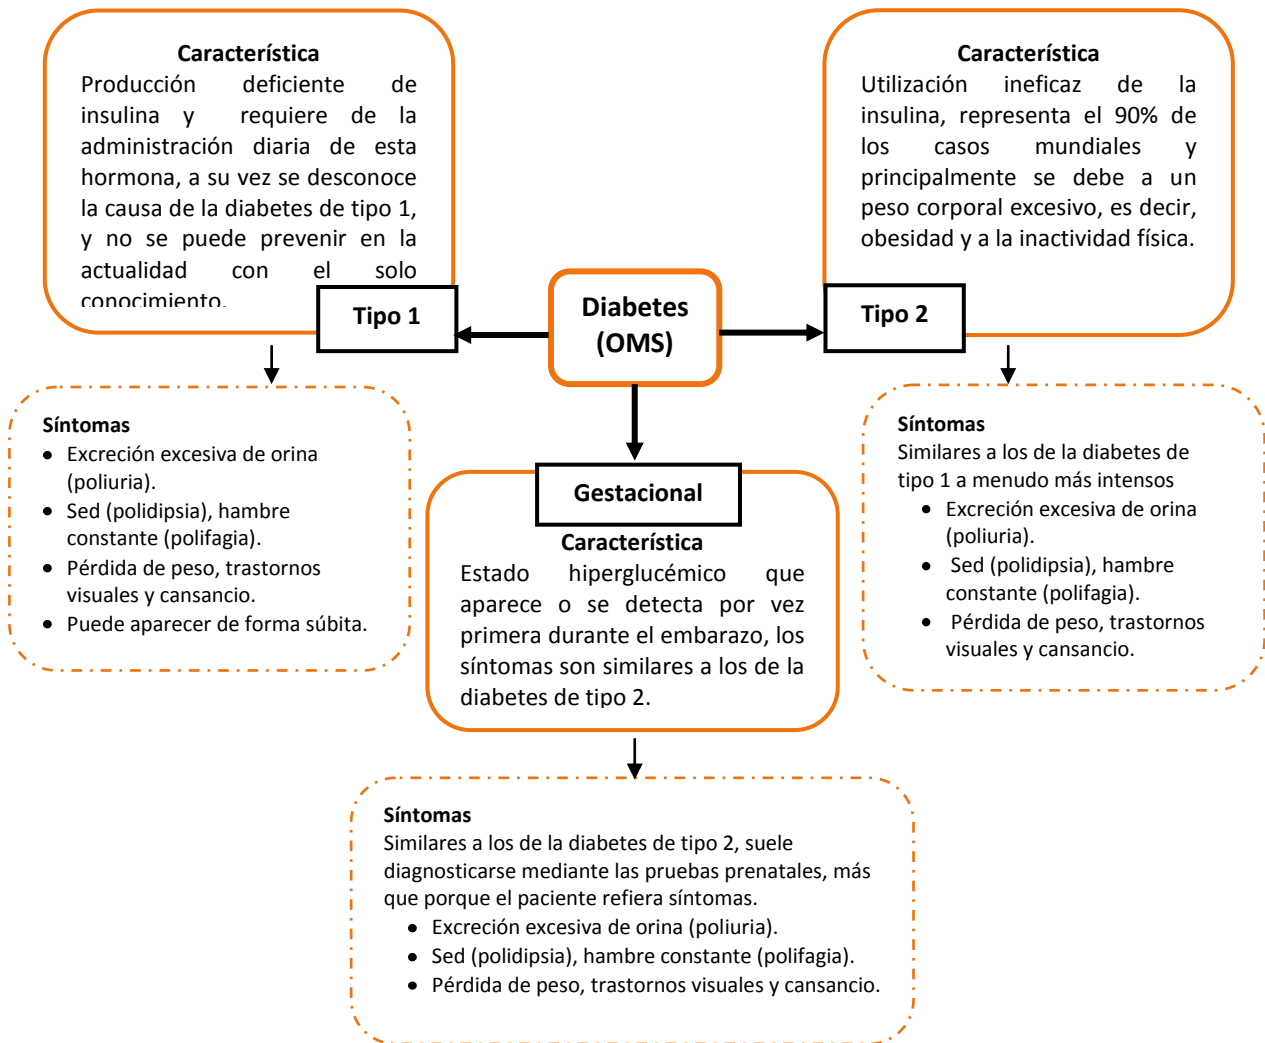 Característica
Producción deficiente de
insulina y requiere de la
administración diaria de esta
hormona, a su vez se desconoce
la causa de la diabetes de tipo 1,
y no se puede prevenir en la
actualidad con el solo
conocimiento.
Tipo 1
Diabetes
(OMS)
Característica
Utilización ineficaz de la
insulina, representa el 90% de
los casos mundiales y
principalmente se debe a un
peso corporal excesivo, es decir,
obesidad y a la inactividad física.
Tipo 2
Síntomas
• Excreción excesiva de orina
(poliuria).
• Sed (polidipsia), hambre
constante (polifagia).
• Pérdida de peso, trastornos
visuales y cansancio.
• Puede aparecer de forma súbita.
Gestacional
Característica
Estado hiperglucémico que
aparece o se detecta por vez
primera durante el embarazo, los
síntomas son similares a los de la
diabetes de tipo 2.
Síntomas
Similares a los de la diabetes de
tipo 1 a menudo más intensos
• Excreción excesiva de orina
(poliuria).
• Sed (polidipsia), hambre
constante (polifagia).
• Pérdida de peso, trastornos
visuales y cansancio.
Síntomas
Similares a los de la diabetes de tipo 2, suele
diagnosticarse mediante las pruebas prenatales, más
que porque el paciente refiera síntomas.
• Excreción excesiva de orina (poliuria).
• Sed (polidipsia), hambre constante (polifagia).
• Pérdida de peso, trastornos visuales y cansancio.